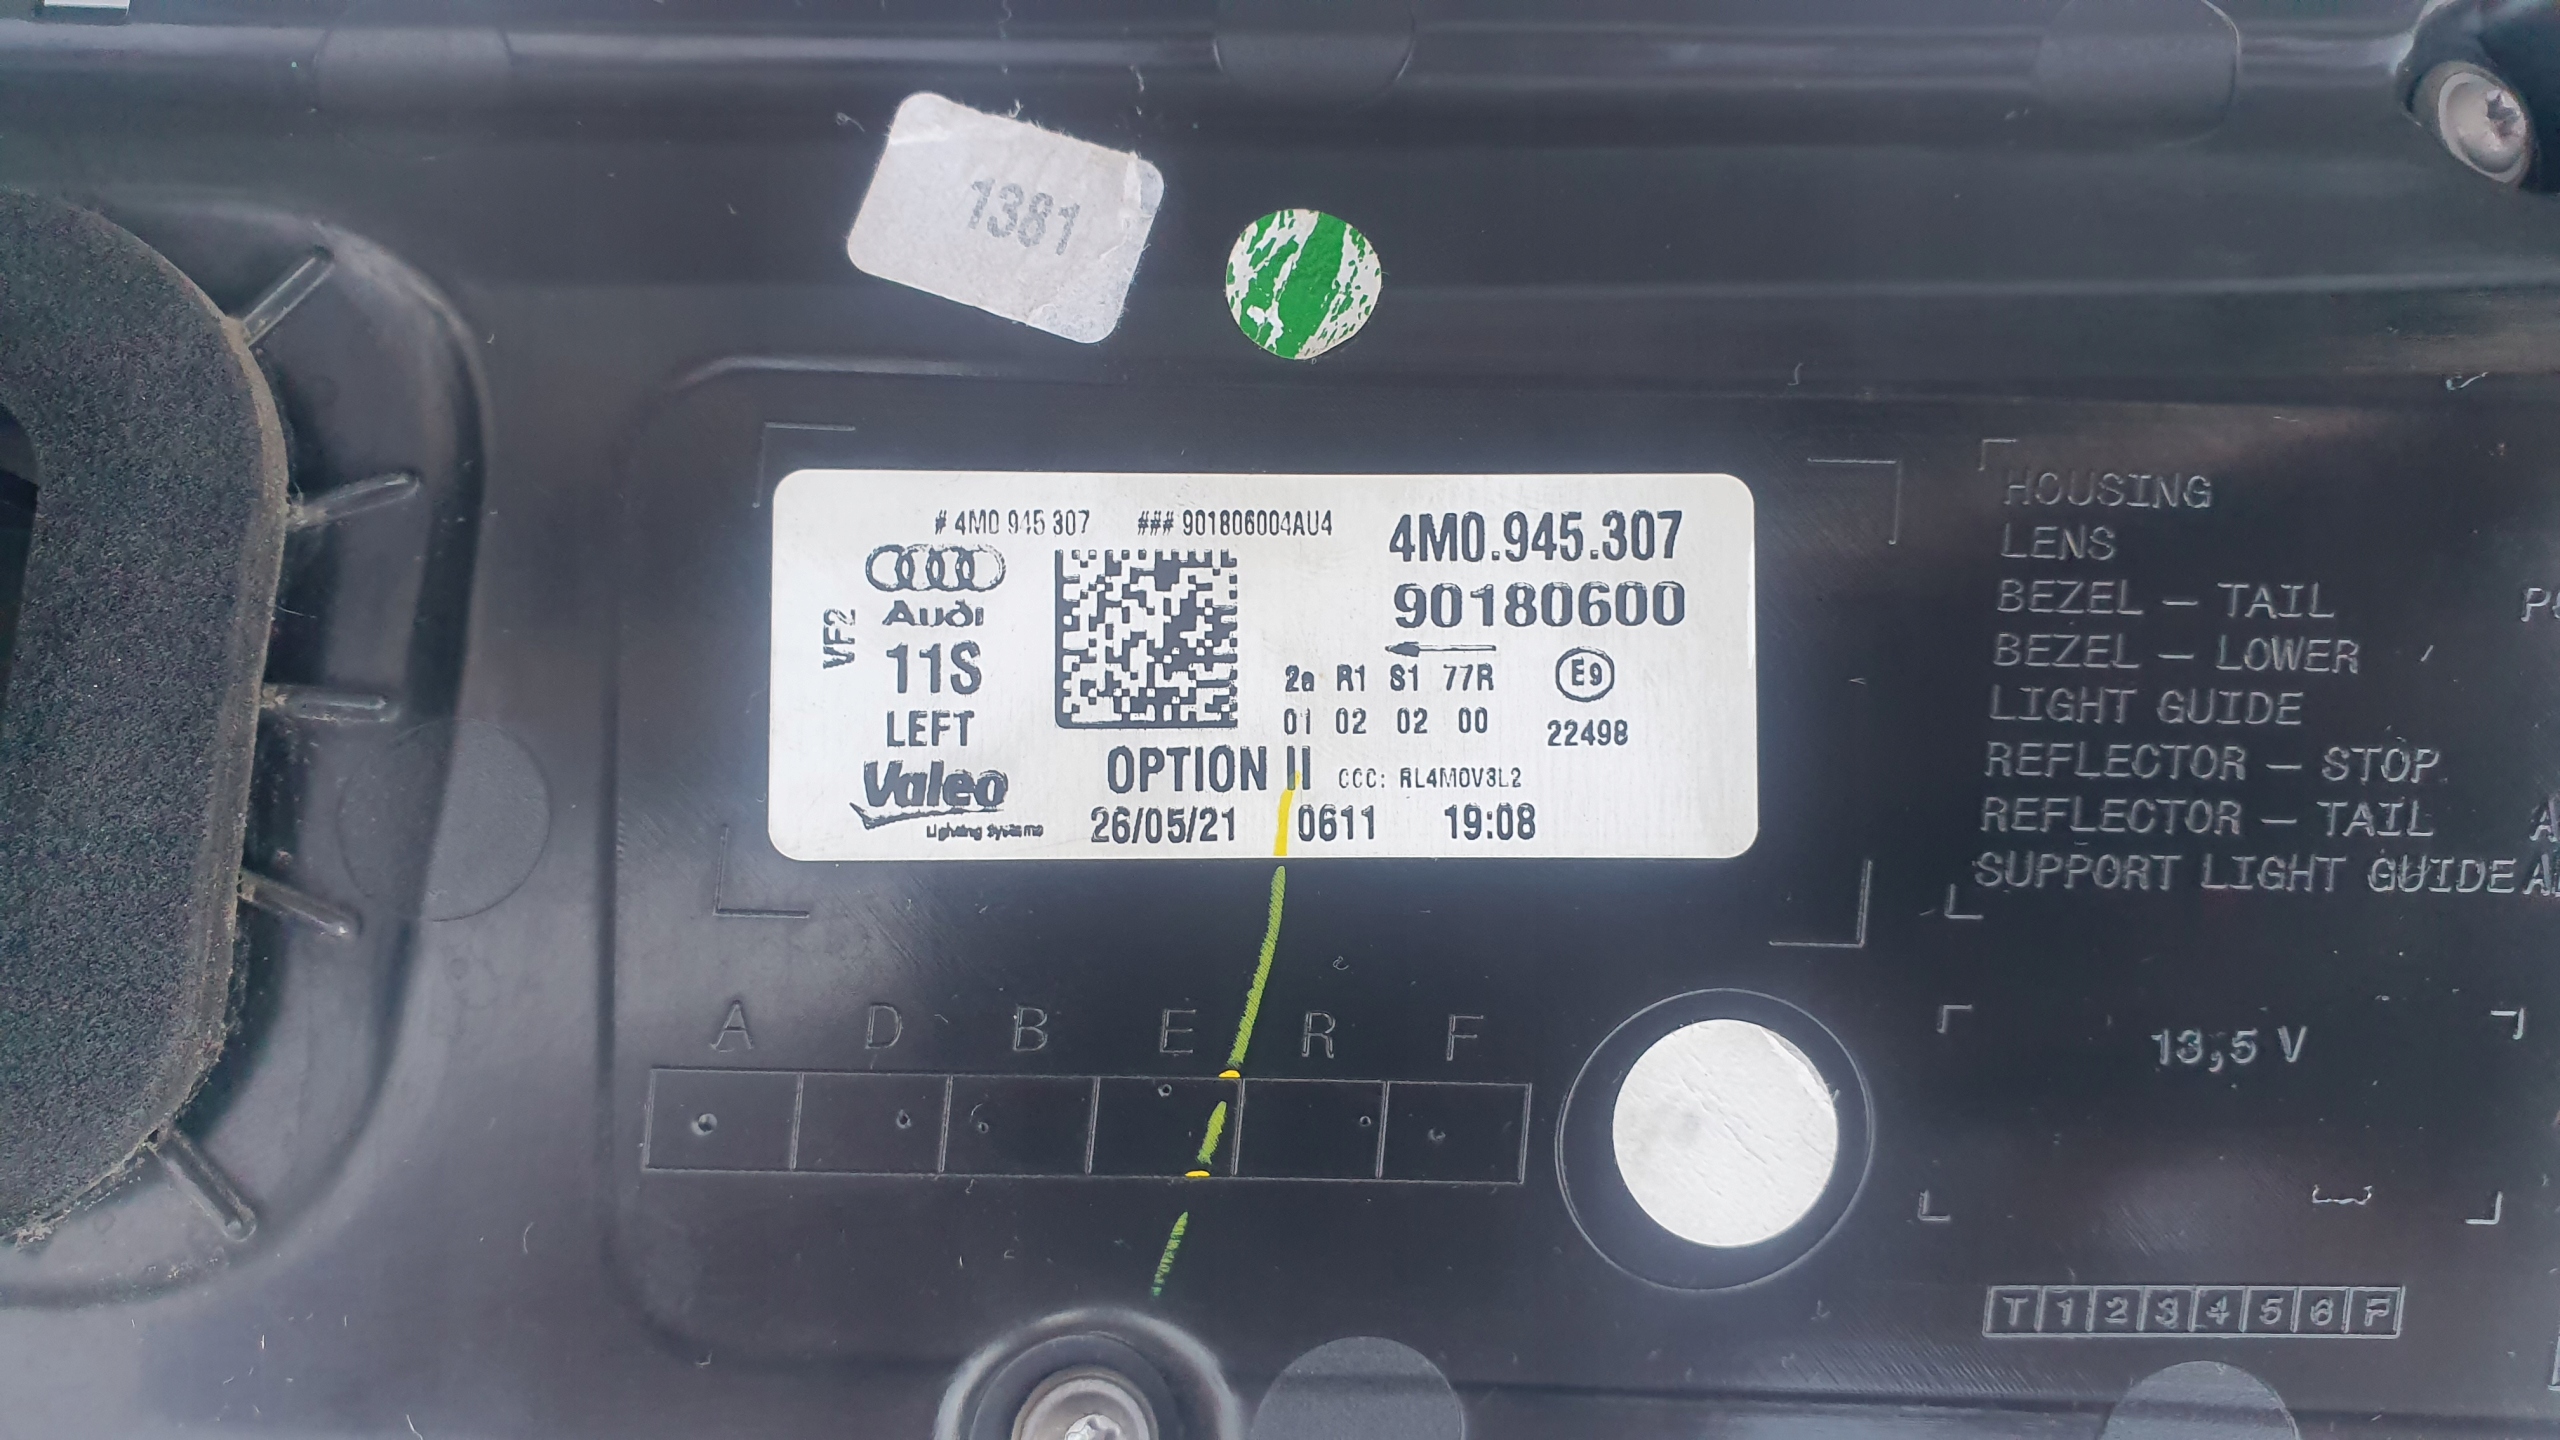 1381
# 4M0 945 307 ### 901806004AU4
4M0.945.307
90180600
Audi
VF2
11S
LEFT
Valeo
Lighting Systems
2a R1 S1 77R
01 02 02 00
E9
22498
OPTION II CCC: RL4M0V3L2
26/05/21 0611 19:08
HOUSING
LENS
BEZEL – TAIL
BEZEL – LOWER
LIGHT GUIDE
REFLECTOR – STOP
REFLECTOR – TAIL
SUPPORT LIGHT GUIDE
A D B E R F
13,5 V
T 1 2 3 4 5 6 F